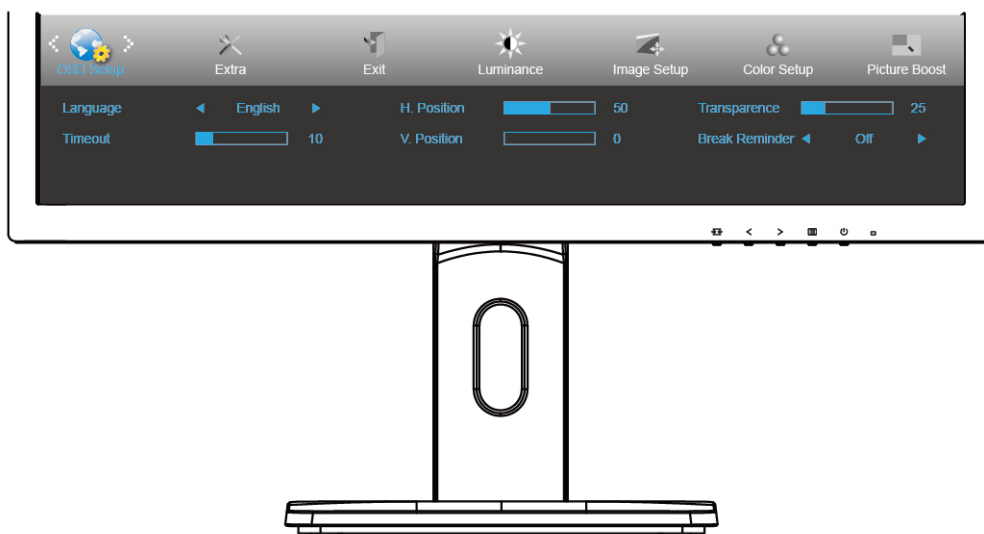 OSD Setup Extra Exit Luminance Image Setup Color Setup Picture Boost
Language English H. Position 50 Transparence 25
Timeout 10 V. Position 0 Break Reminder Off